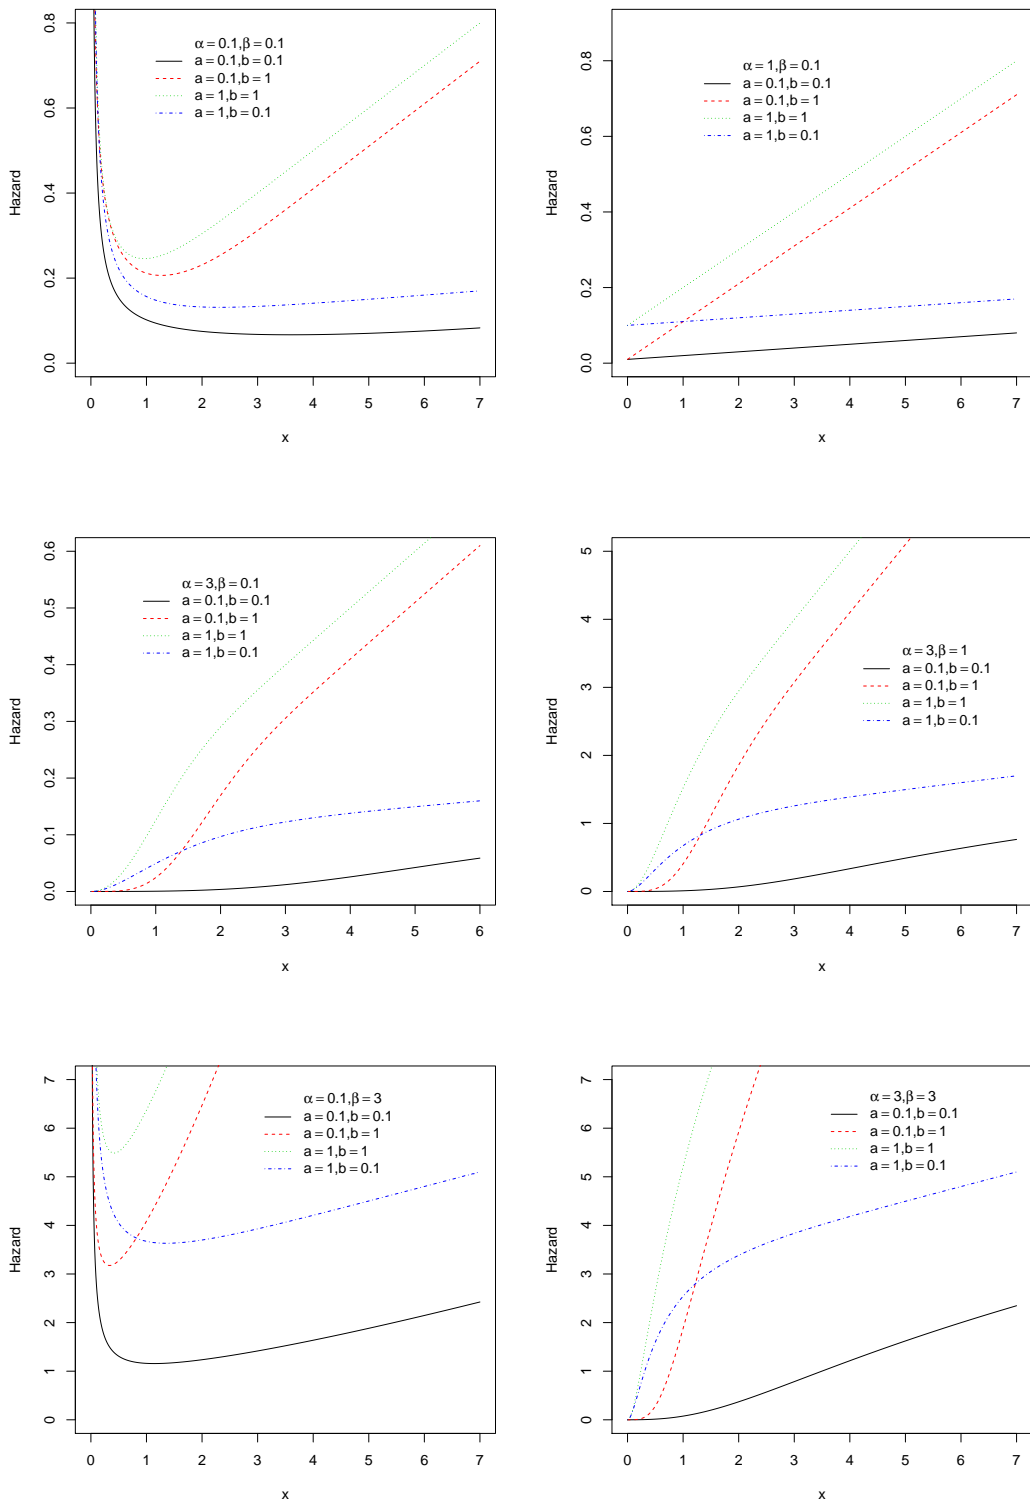 α = 0.1,β = 0.1
a = 0.1,b = 0.1
a = 0.1,b = 1
a = 1,b = 1
a = 1,b = 0.1
Hazard
0.0 0.2 0.4 0.6 0.8
0 1 2 3 4 5 6 7
x
α = 1,β = 0.1
a = 0.1,b = 0.1
a = 0.1,b = 1
a = 1,b = 1
a = 1,b = 0.1
Hazard
0.0 0.2 0.4 0.6 0.8
0 1 2 3 4 5 6 7
x
α = 3,β = 0.1
a = 0.1,b = 0.1
a = 0.1,b = 1
a = 1,b = 1
a = 1,b = 0.1
Hazard
0.0 0.1 0.2 0.3 0.4 0.5 0.6
0 1 2 3 4 5 6
x
α = 3,β = 1
a = 0.1,b = 0.1
a = 0.1,b = 1
a = 1,b = 1
a = 1,b = 0.1
Hazard
0 1 2 3 4 5
0 1 2 3 4 5 6 7
x
α = 0.1,β = 3
a = 0.1,b = 0.1
a = 0.1,b = 1
a = 1,b = 1
a = 1,b = 0.1
Hazard
0 1 2 3 4 5 6 7
0 1 2 3 4 5 6 7
x
α = 3,β = 3
a = 0.1,b = 0.1
a = 0.1,b = 1
a = 1,b = 1
a = 1,b = 0.1
Hazard
0 1 2 3 4 5 6 7
0 1 2 3 4 5 6 7
x